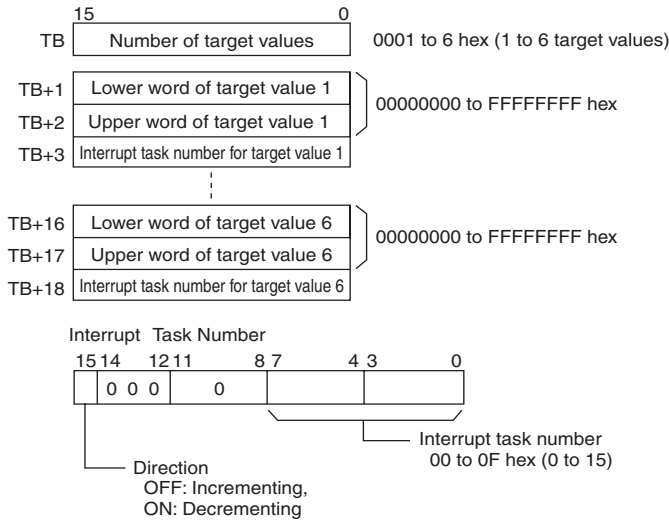 15 0
TB Number of target values 0001 to 6 hex (1 to 6 target values)
TB+1 Lower word of target value 1
00000000 to FFFFFFFF hex
TB+2 Upper word of target value 1
TB+3 Interrupt task number for target value 1
TB+16 Lower word of target value 6
00000000 to FFFFFFFF hex
TB+17 Upper word of target value 6
TB+18 Interrupt task number for target value 6
Interrupt Task Number
15 14 12 11 8 7 4 3 0
0 0 0 0
Interrupt task number
00 to 0F hex (0 to 15)
Direction
OFF: Incrementing,
ON: Decrementing